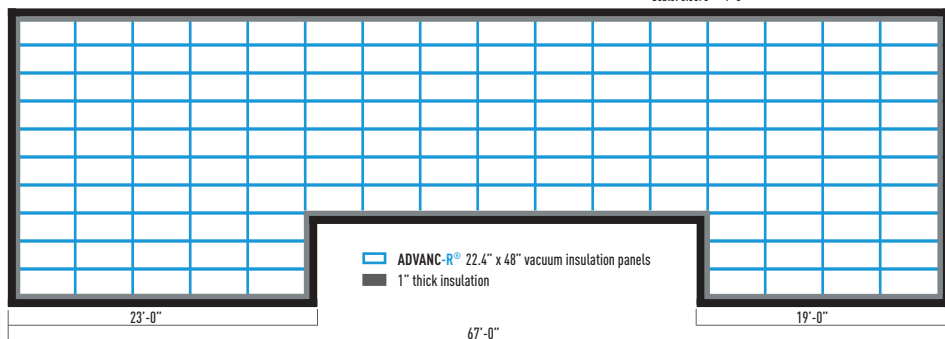 ADVANC-R® 22.4" x 48" vacuum insulation panels
1" thick insulation
23'-0"
19'-0"
67'-0"